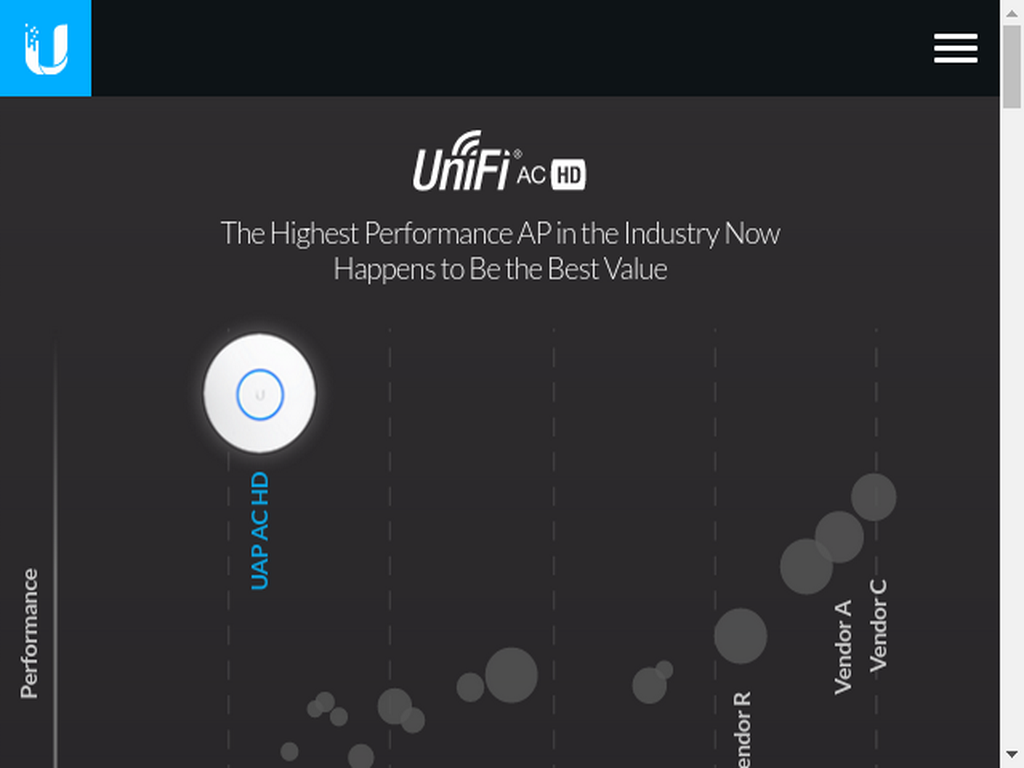 U
UniFi® AC HD
The Highest Performance AP in the Industry Now
Happens to Be the Best Value
U
UAP AC HD
Performance
Vendor A
Vendor C
endor R